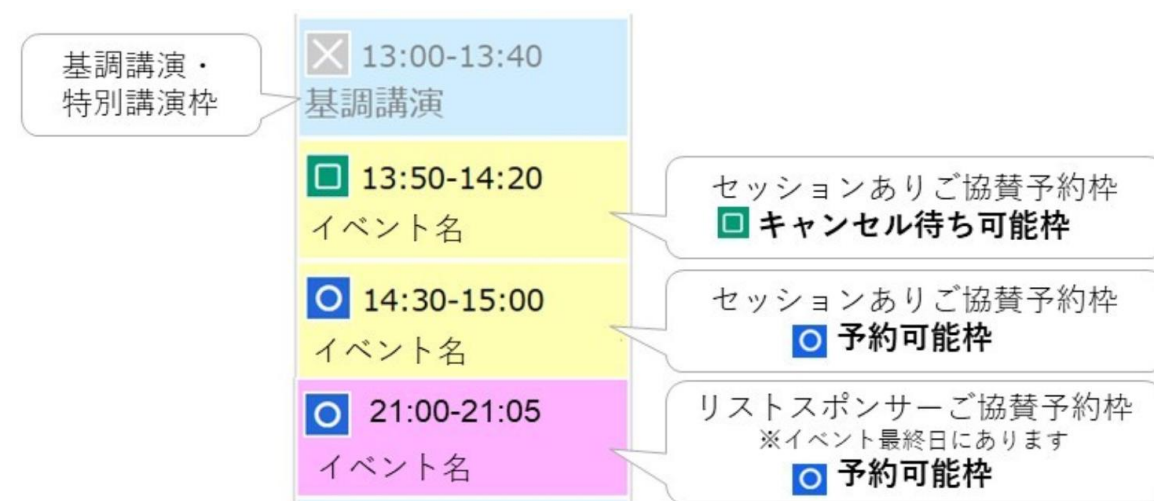 基調講演・
特別講演枠
13:00-13:40
基調講演
13:50-14:20
イベント名
セッションありご協賛予約枠
キャンセル待ち可能枠
14:30-15:00
イベント名
セッションありご協賛予約枠
予約可能枠
21:00-21:05
イベント名
リストスポンサーご協賛予約枠
※イベント最終日にあります
予約可能枠